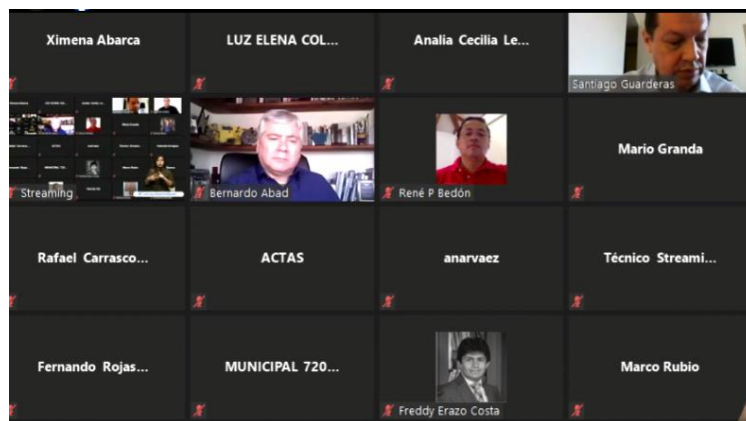 Ximena Abarca
LUZ ELENA COL...
Analia Cecilia Le...
Santiago Guarderas
Streaming
Bernardo Abad
René P Bedón
Mario Granda
Rafael Carrasco...
ACTAS
anarvaez
Técnico Streami...
Fernando Rojas...
MUNICIPAL 720...
Freddy Erazo Costa
Marco Rubio